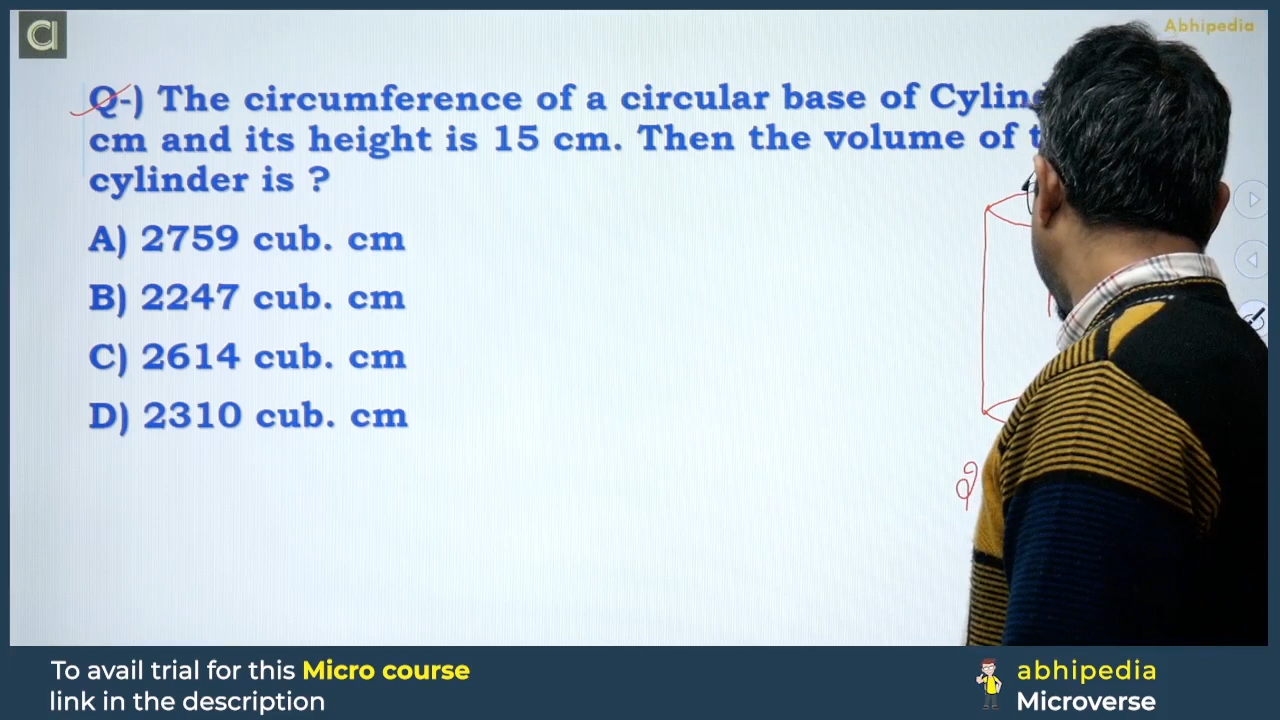 Abhipedia
Q-) The circumference of a circular base of
cm and its height is 15 cm. Then the volume of
cylinder is ?
A) 2759 cub. cm
B) 2247 cub. cm
C) 2614 cub. cm
D) 2310 cub. cm
To avail trial for this Micro course
link in the description
abhipedia
Microverse